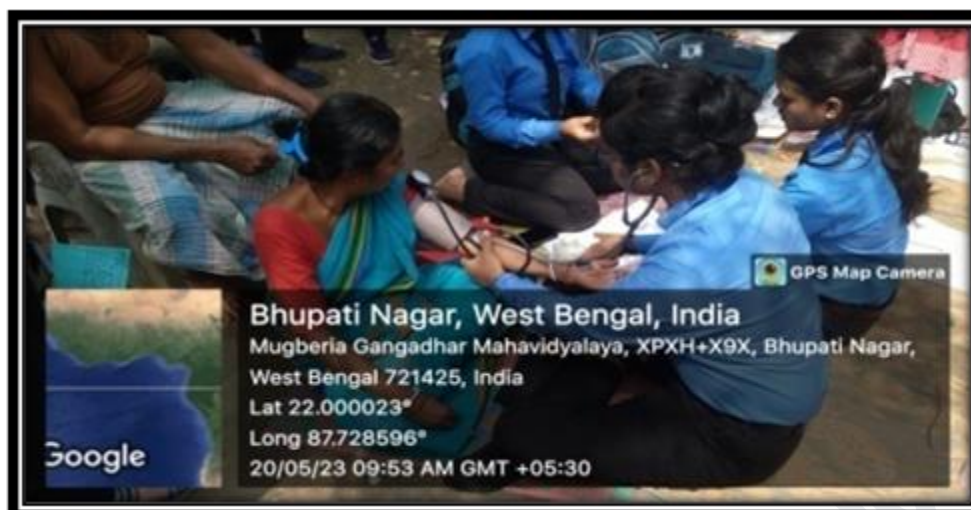 GPS Map Camera
Bhupati Nagar, West Bengal, India
Mugberia Gangadhar Mahavidyalaya, XPXH+X9X, Bhupati Nagar,
West Bengal 721425, India
Lat 22.000023°
Long 87.728596°
20/05/23 09:53 AM GMT +05:30
Google